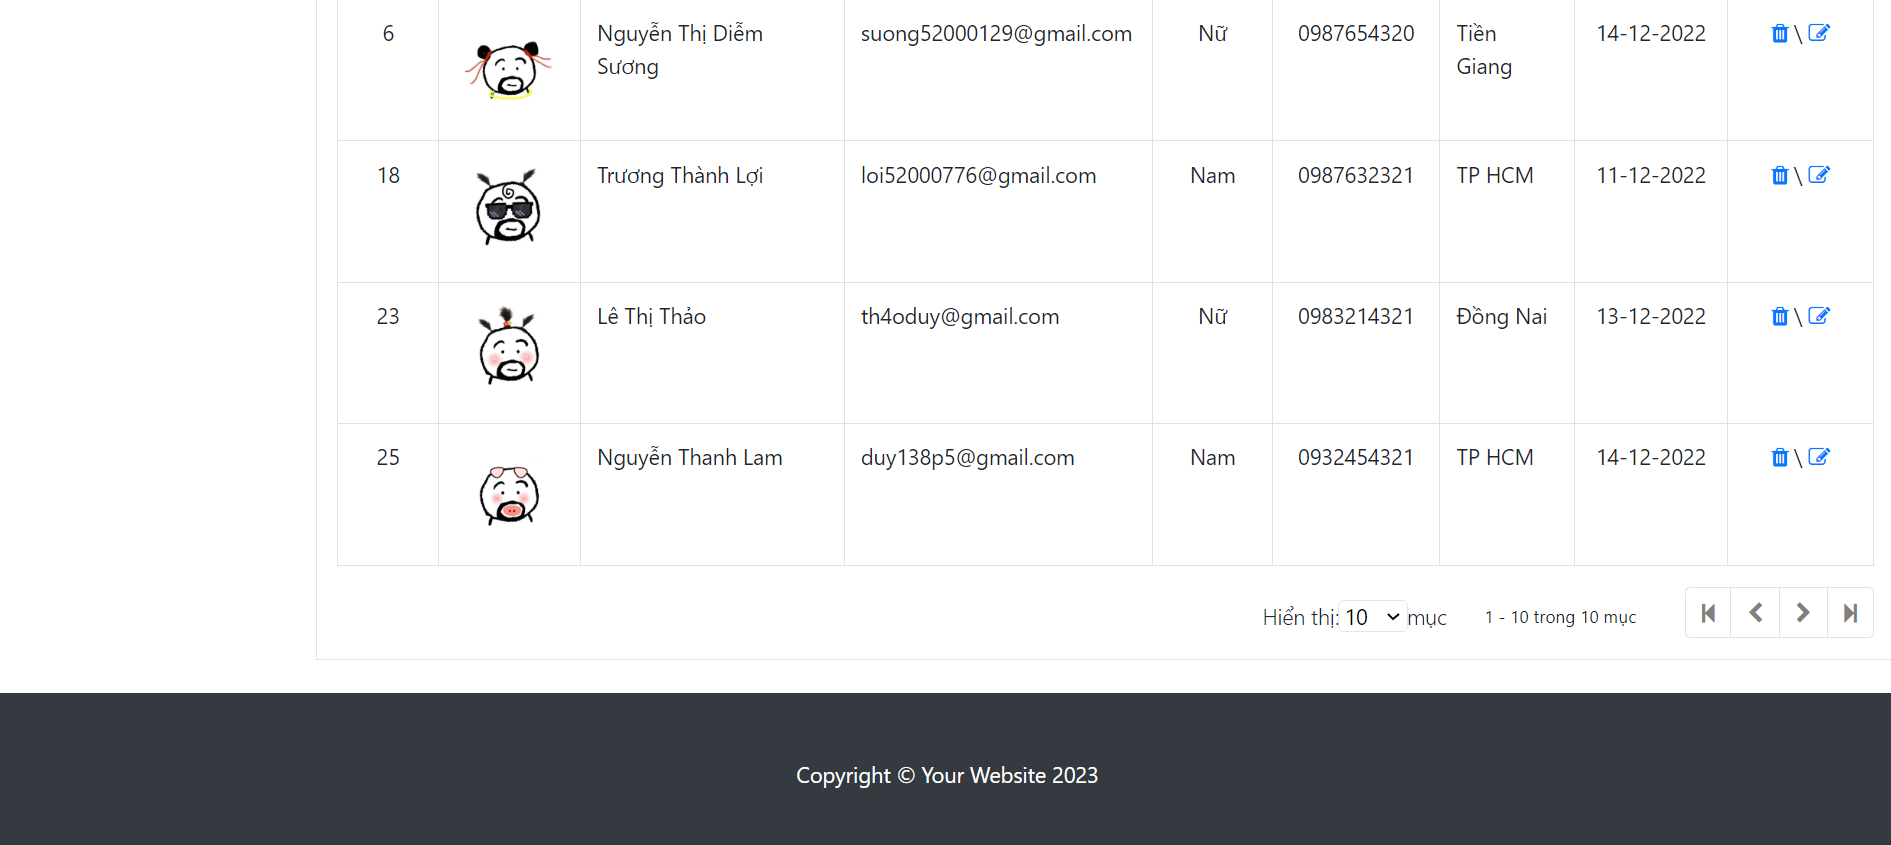 6 Nguyễn Thị Diễm suong52000129@gmail.com Nữ 0987654320 Tiền 14-12-2022 \
Sương Giang
18 Trương Thành Lợi loi52000776@gmail.com Nam 0987632321 TP HCM 11-12-2022 \
23 Lê Thị Thảo th4oduy@gmail.com Nữ 0983214321 Đồng Nai 13-12-2022 \
25 Nguyễn Thanh Lam duy138p5@gmail.com Nam 0932454321 TP HCM 14-12-2022 \
Hiển thị: 10 mục 1 - 10 trong 10 mục
Copyright © Your Website 2023